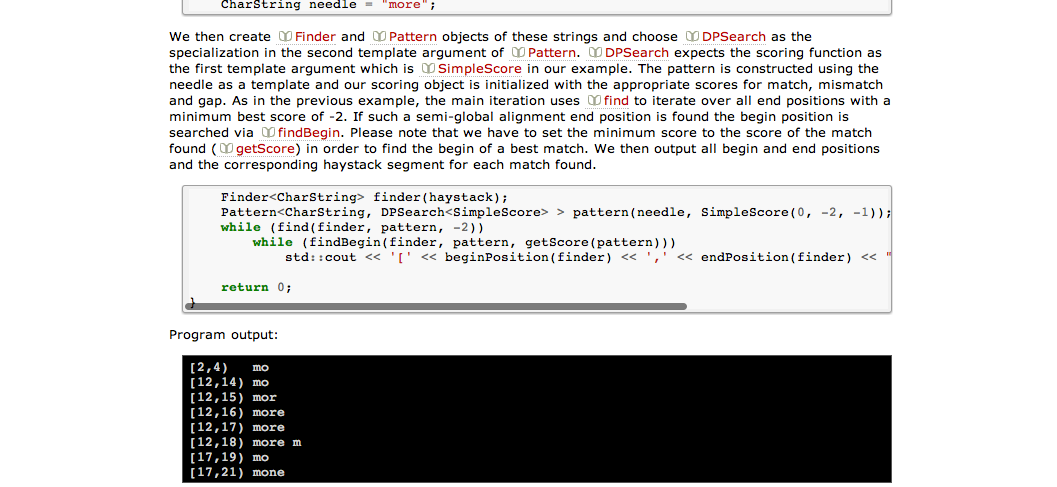 CharString needle = "more";
We then create Finder and Pattern objects of these strings and choose DPSearch as the
specialization in the second template argument of Pattern. DPSearch expects the scoring function as
the first template argument which is SimpleScore in our example. The pattern is constructed using the
needle as a template and our scoring object is initialized with the appropriate scores for match, mismatch
and gap. As in the previous example, the main iteration uses find to iterate over all end positions with a
minimum best score of -2. If such a semi-global alignment end position is found the begin position is
searched via findBegin. Please note that we have to set the minimum score to the score of the match
found ( getScore) in order to find the begin of a best match. We then output all begin and end positions
and the corresponding haystack segment for each match found.
Finder<CharString> finder(haystack);
Pattern<CharString, DPSearch<SimpleScore> > pattern(needle, SimpleScore(0, -2, -1));
while (find(finder, pattern, -2))
while (findBegin(finder, pattern, getScore(pattern)))
std::cout << '[' << beginPosition(finder) << ',' << endPosition(finder) << "
return 0;
}
Program output:
[2,4) mo
[12,14) mo
[12,15) mor
[12,16) more
[12,17) more
[12,18) more m
[17,19) mo
[17,21) mone